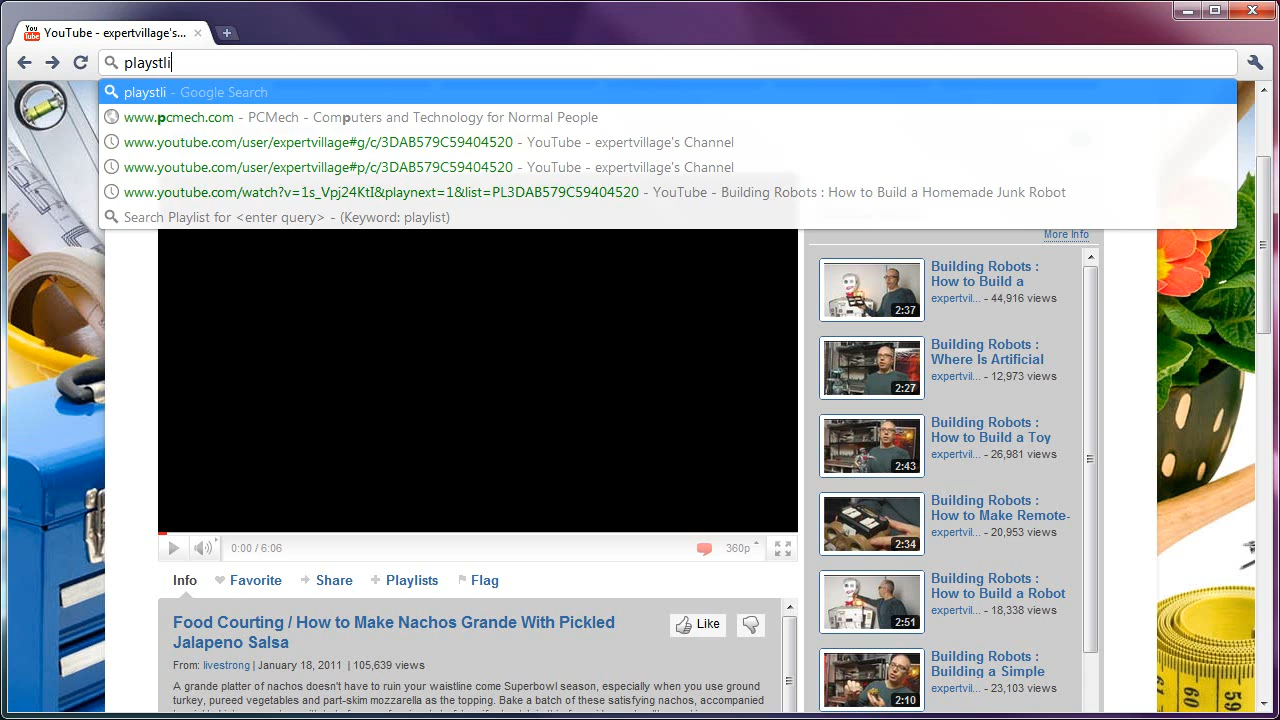 You
Tube
YouTube - expertvillage's...
playstli
playstli - Google Search
www.pcmech.com - PCMech - Computers and Technology for Normal People
www.youtube.com/user/expertvillage#g/c/3DAB579C59404520 - YouTube - expertvillage's Channel
www.youtube.com/user/expertvillage#p/c/3DAB579C59404520 - YouTube - expertvillage's Channel
www.youtube.com/watch?v=1s_Vpj24KtI&playnext=1&list=PL3DAB579C59404520 - YouTube - Building Robots : How to Build a Homemade Junk Robot
Search Playlist for <enter query> - (Keyword: playlist)
More Info
Building Robots :
How to Build a
expertvil... - 44,916 views
2:37
Building Robots :
Where Is Artificial
expertvil... - 12,973 views
2:27
Building Robots :
How to Build a Toy
expertvil... - 26,981 views
2:43
Building Robots :
How to Make Remote-
expertvil... - 20,953 views
2:34
Building Robots :
How to Build a Robot
expertvil... - 18,338 views
2:51
Building Robots :
Building a Simple
expertvil... - 23,103 views
2:10
0:00 / 6:06
360p
Info Favorite Share Playlists Flag
Food Courting / How to Make Nachos Grande With Pickled
Jalapeno Salsa
Like
From: livestrong | January 18, 2011 | 105,639 views
A grande platter of nachos doesn't have to ruin your waistline come Superbowl season, especially when you use ground
turkey, pureed vegetables and part-skim mozzarella as the topping. Bake a batch of these satisfying nachos, accompanied
61 60 59